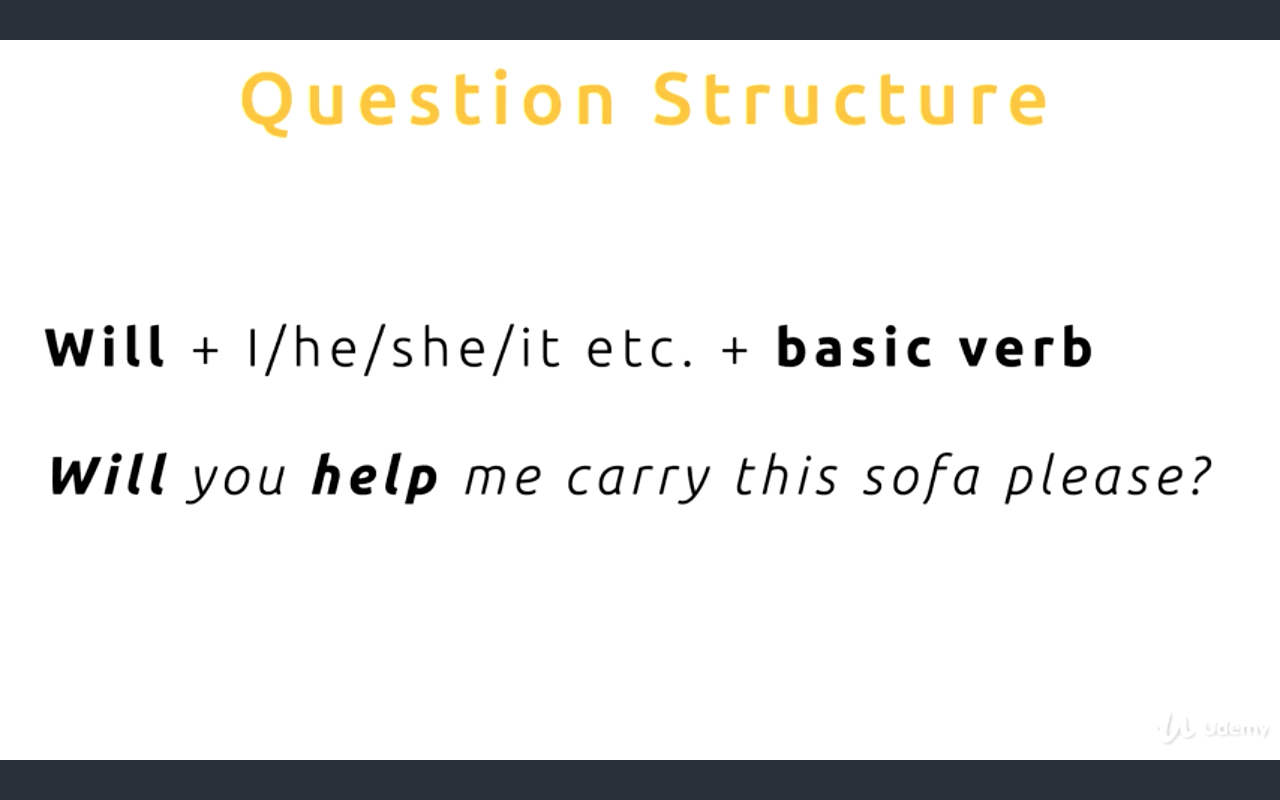 Question Structure
Will + I/he/she/it etc. + basic verb
Will you help me carry this sofa please?
Udemy